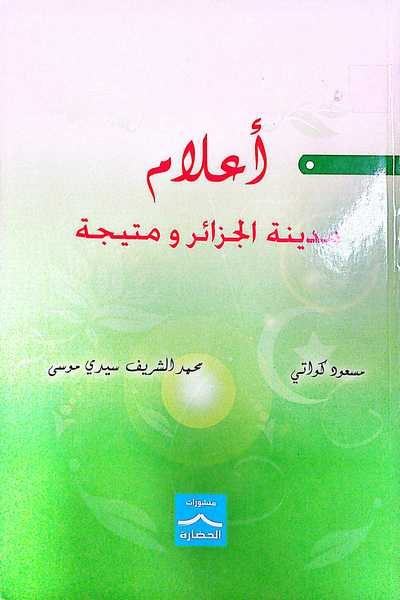 أعلام
مدينة الجزائر و متيجة
مسعود كواتي
محمد الشريف سيدي موسى
منشورات
الحضارة